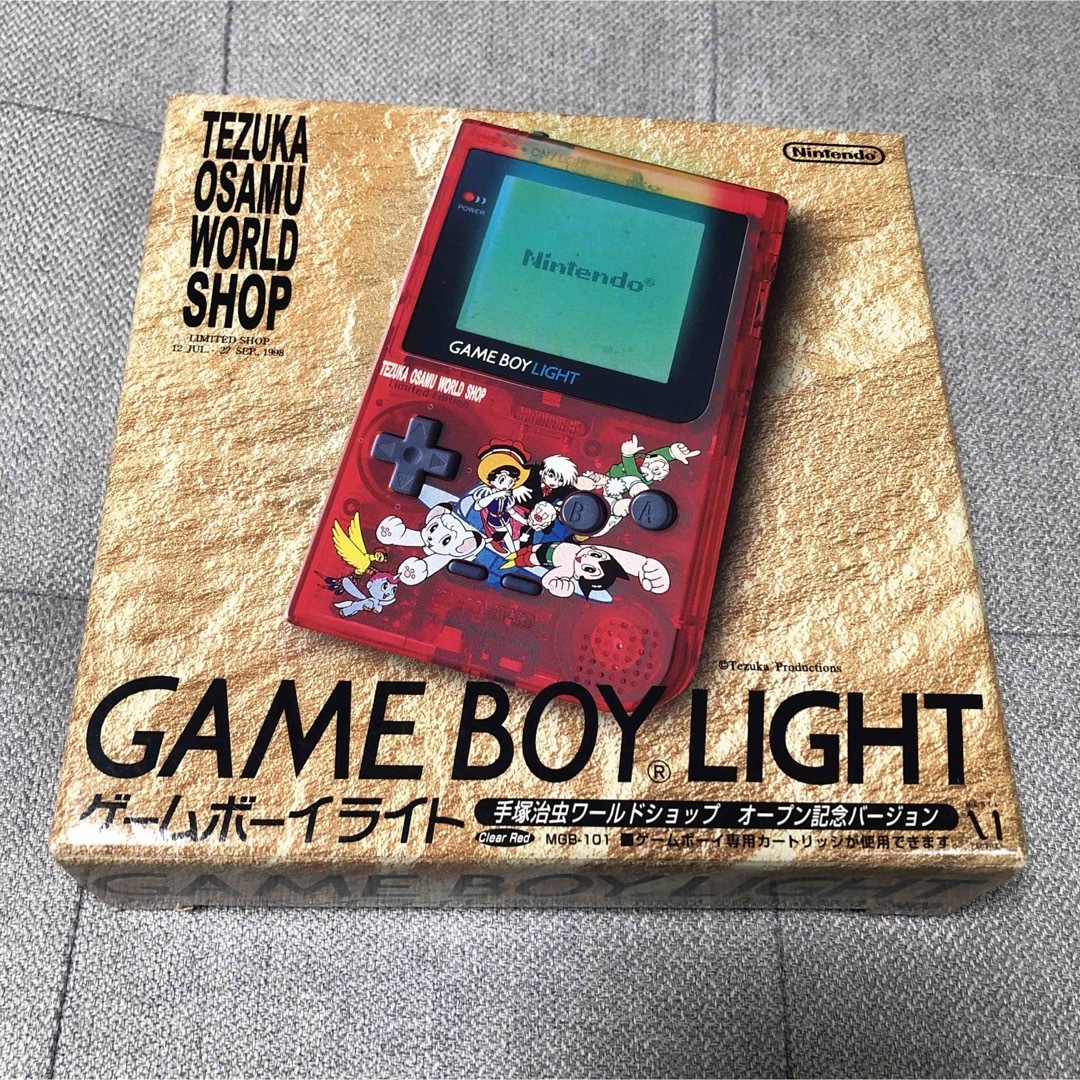 TEZUKA
OSAMU
WORLD
SHOP
LIMITED SHOP
12 JUL. - 27 SEP., 1998
Nintendo
POWER
Nintendo®
GAME BOY LIGHT
TEZUKA OSAMU WORLD SHOP
Limited
B
A
©Tezuka Productions
GAME BOY® LIGHT
ゲームボーイライト
手塚治虫ワールドショップ オープン記念バージョン
Clear Red MGB-101 ■ゲームボーイ専用カートリッジが使用できます
GAME BOY LIGHT